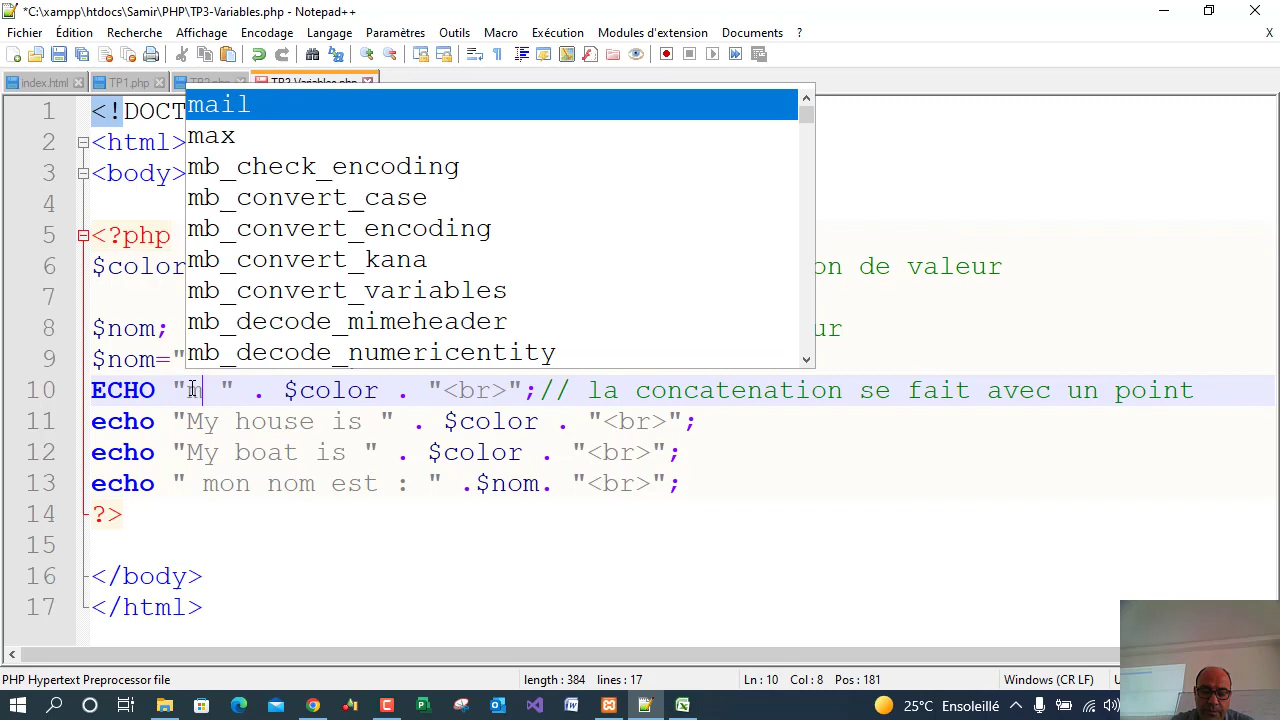 *C:\xampp\htdocs\Samir\PHP\TP3-Variables.php - Notepad++
Fichier Édition Recherche Affichage Encodage Langage Paramètres Outils Macro Exécution Modules d'extension Documents ? X
index.html TP1.php TP2.php TP3-Variables.php
mail
max
mb_check_encoding
mb_convert_case
mb_convert_encoding
mb_convert_kana
mb_convert_variables
mb_decode_mimeheader
mb_decode_numericentity
1 <!DOCT
2 <html>
3 <body>
4
5 <?php
6 $color on de valeur
7
8 $nom; ur
9 $nom="
10 ECHO "m " . $color . "<br>";// la concatenation se fait avec un point
11 echo "My house is " . $color . "<br>";
12 echo "My boat is " . $color . "<br>";
13 echo " mon nom est : " .$nom. "<br>";
14 ?>
15
16 </body>
17 </html>
PHP Hypertext Preprocessor file length : 384 lines : 17 Ln : 10 Col : 8 Pos : 181 Windows (CR LF)
25°C Ensoleillé